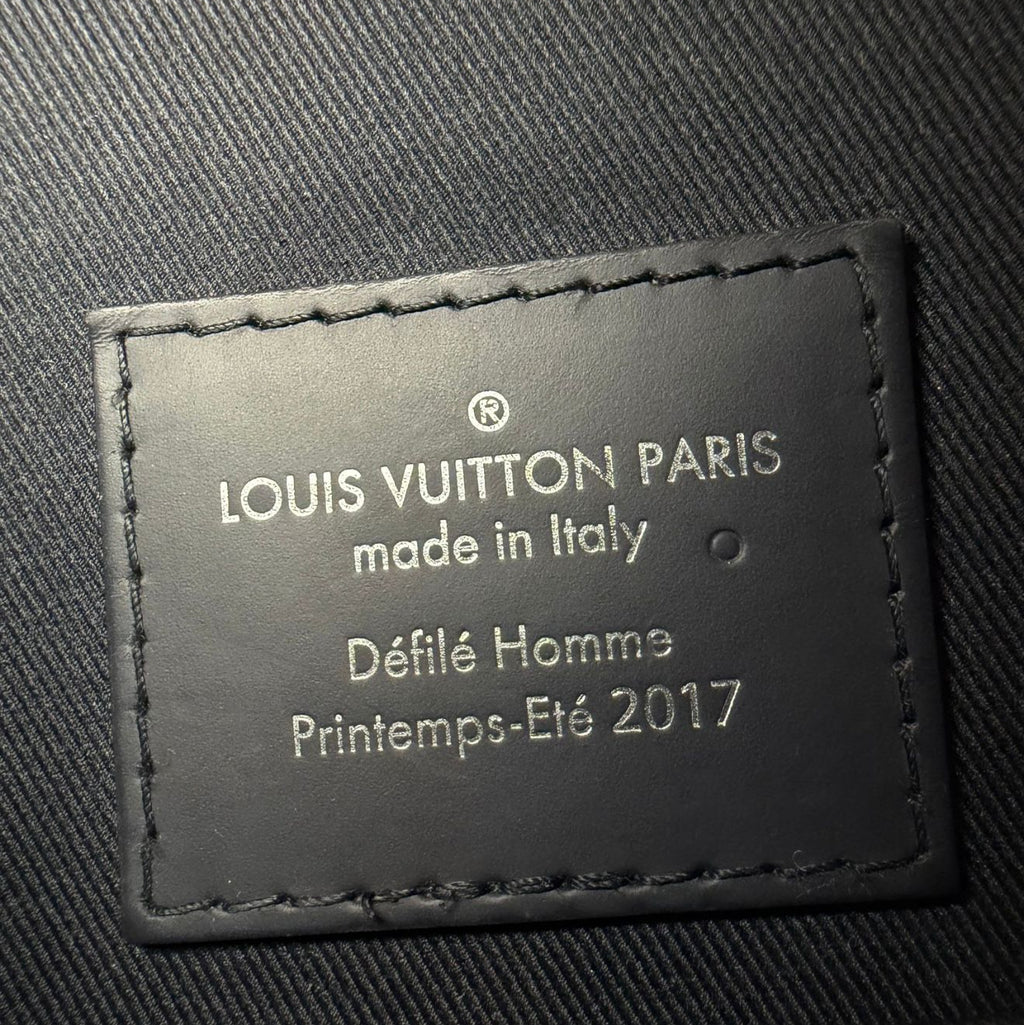 ®
LOUIS VUITTON PARIS
made in Italy
Défilé Homme
Printemps-Eté 2017